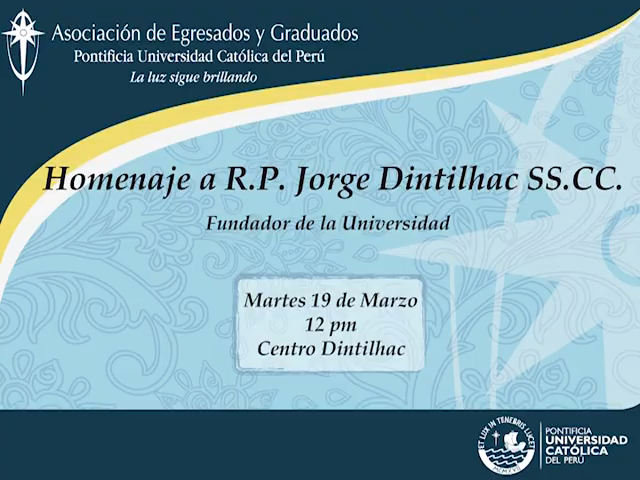 Asociación de Egresados y Graduados
Pontificia Universidad Católica del Perú
La luz sigue brillando
Homenaje a R.P. Jorge Dintilhac SS.CC.
Fundador de la Universidad
Martes 19 de Marzo
12 pm
Centro Dintilhac
ET LUX IN TENEBRIS LUCET
MCMXVII
PONTIFICIA
UNIVERSIDAD
CATÓLICA
DEL PERÚ